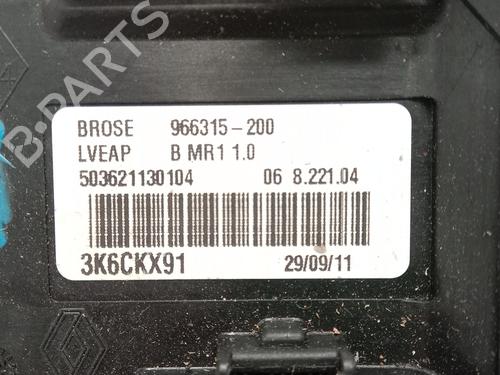 B-PARTS
BROSE 966315-200
LVEAP B MR1 1.0
503621130104 06 8.221.04
3K6CKX91 29/09/11